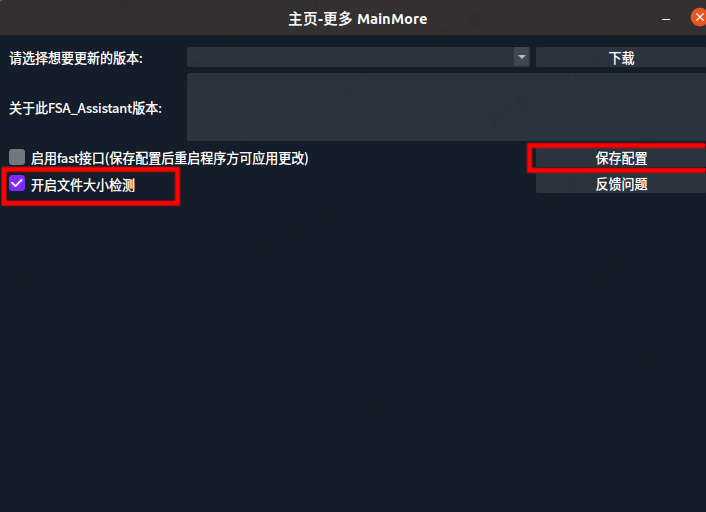 主页-更多 MainMore
请选择想要更新的版本:
下载
关于此FSA_Assistant版本:
启用fast接口(保存配置后重启程序方可应用更改)
保存配置
开启文件大小检测
反馈问题